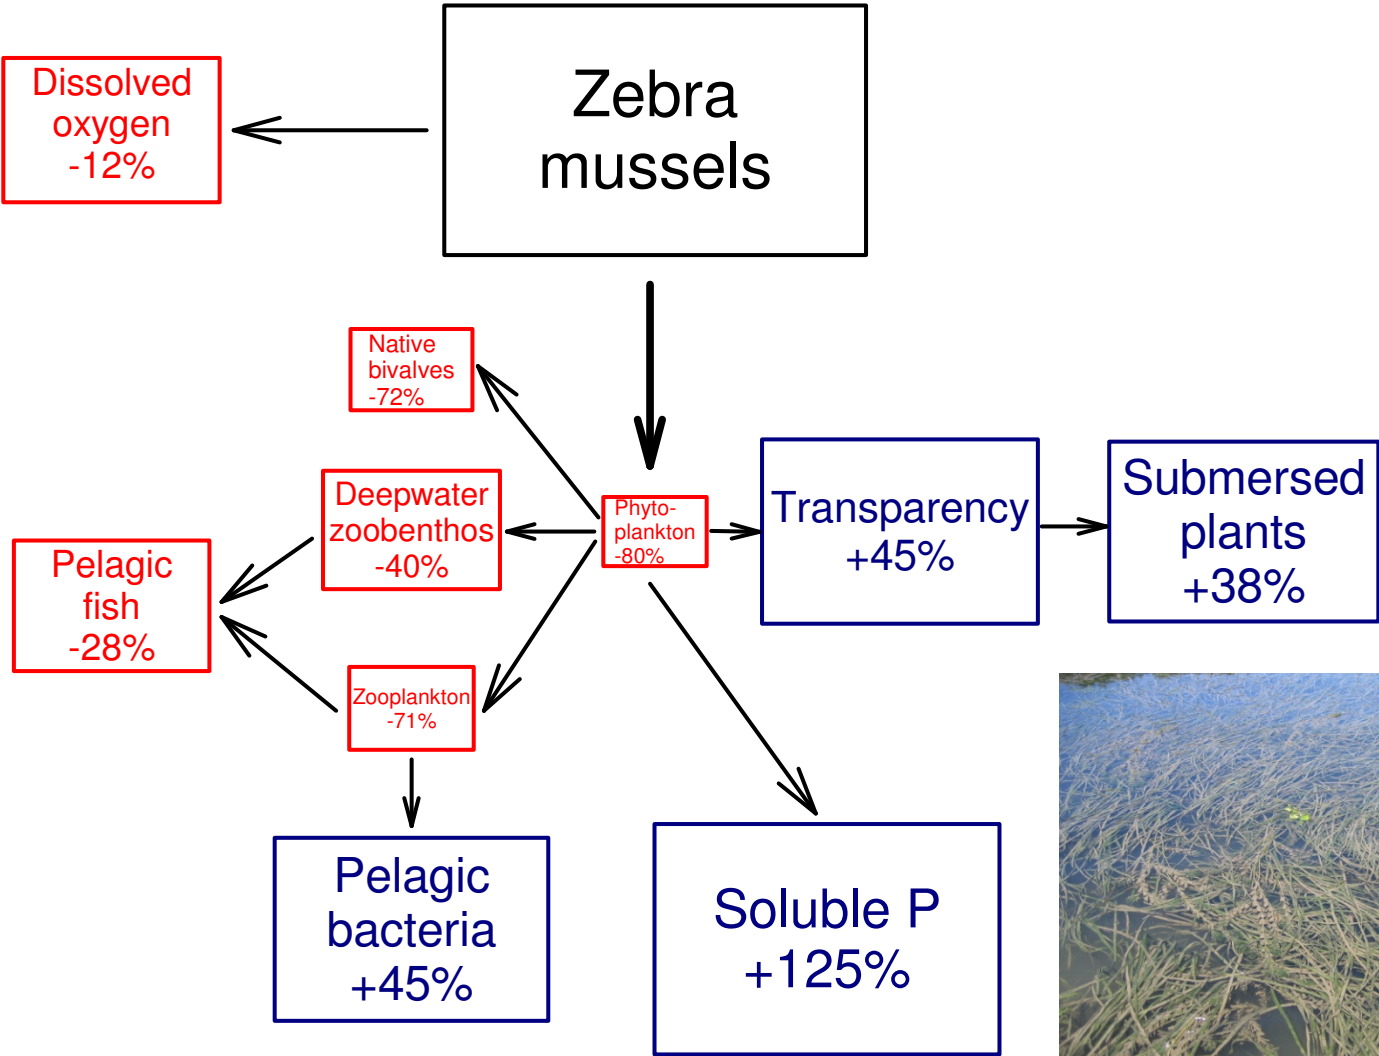 Zebra
mussels
Dissolved
oxygen
-12%
Native
bivalves
-72%
Deepwater
zoobenthos
-40%
Phyto-
plankton
-80%
Transparency
+45%
Submersed
plants
+38%
Pelagic
fish
-28%
Zooplankton
-71%
Pelagic
bacteria
+45%
Soluble P
+125%